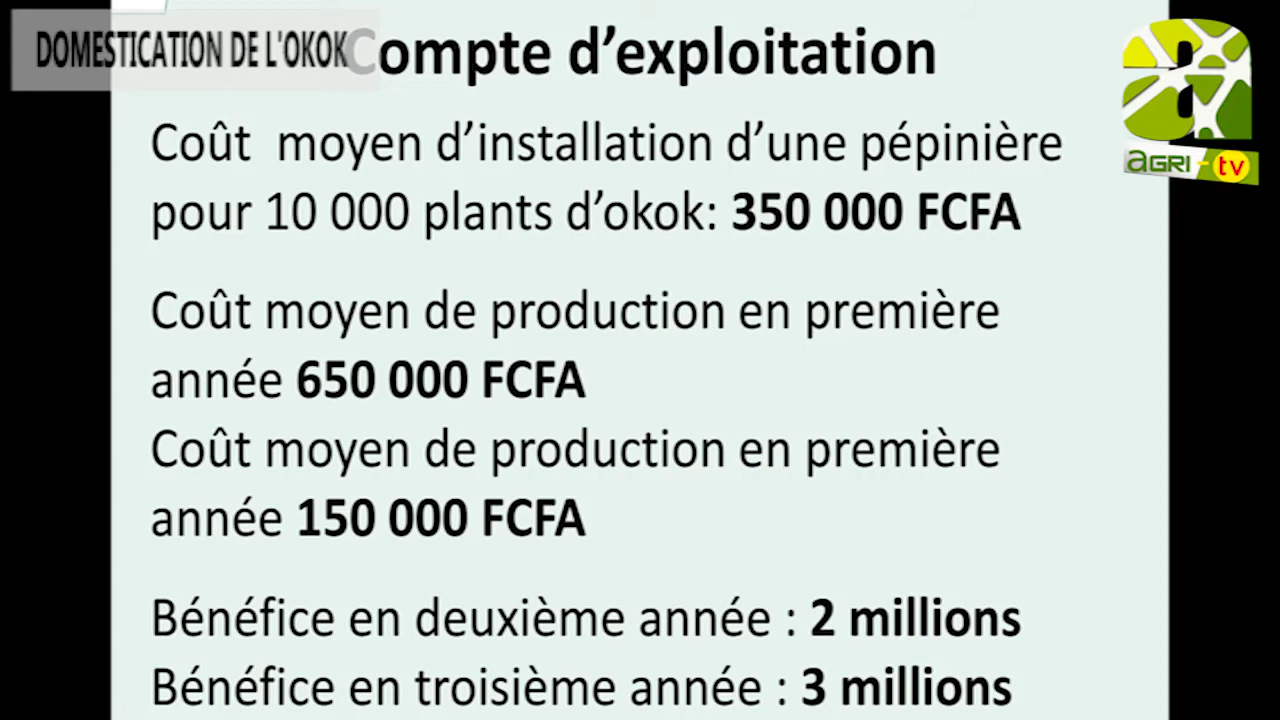 DOMESTICATION DE L'OKOK
Compte d’exploitation
AGRI-tv
Coût moyen d’installation d’une pépinière
pour 10 000 plants d’okok: 350 000 FCFA
Coût moyen de production en première
année 650 000 FCFA
Coût moyen de production en première
année 150 000 FCFA
Bénéfice en deuxième année : 2 millions
Bénéfice en troisième année : 3 millions